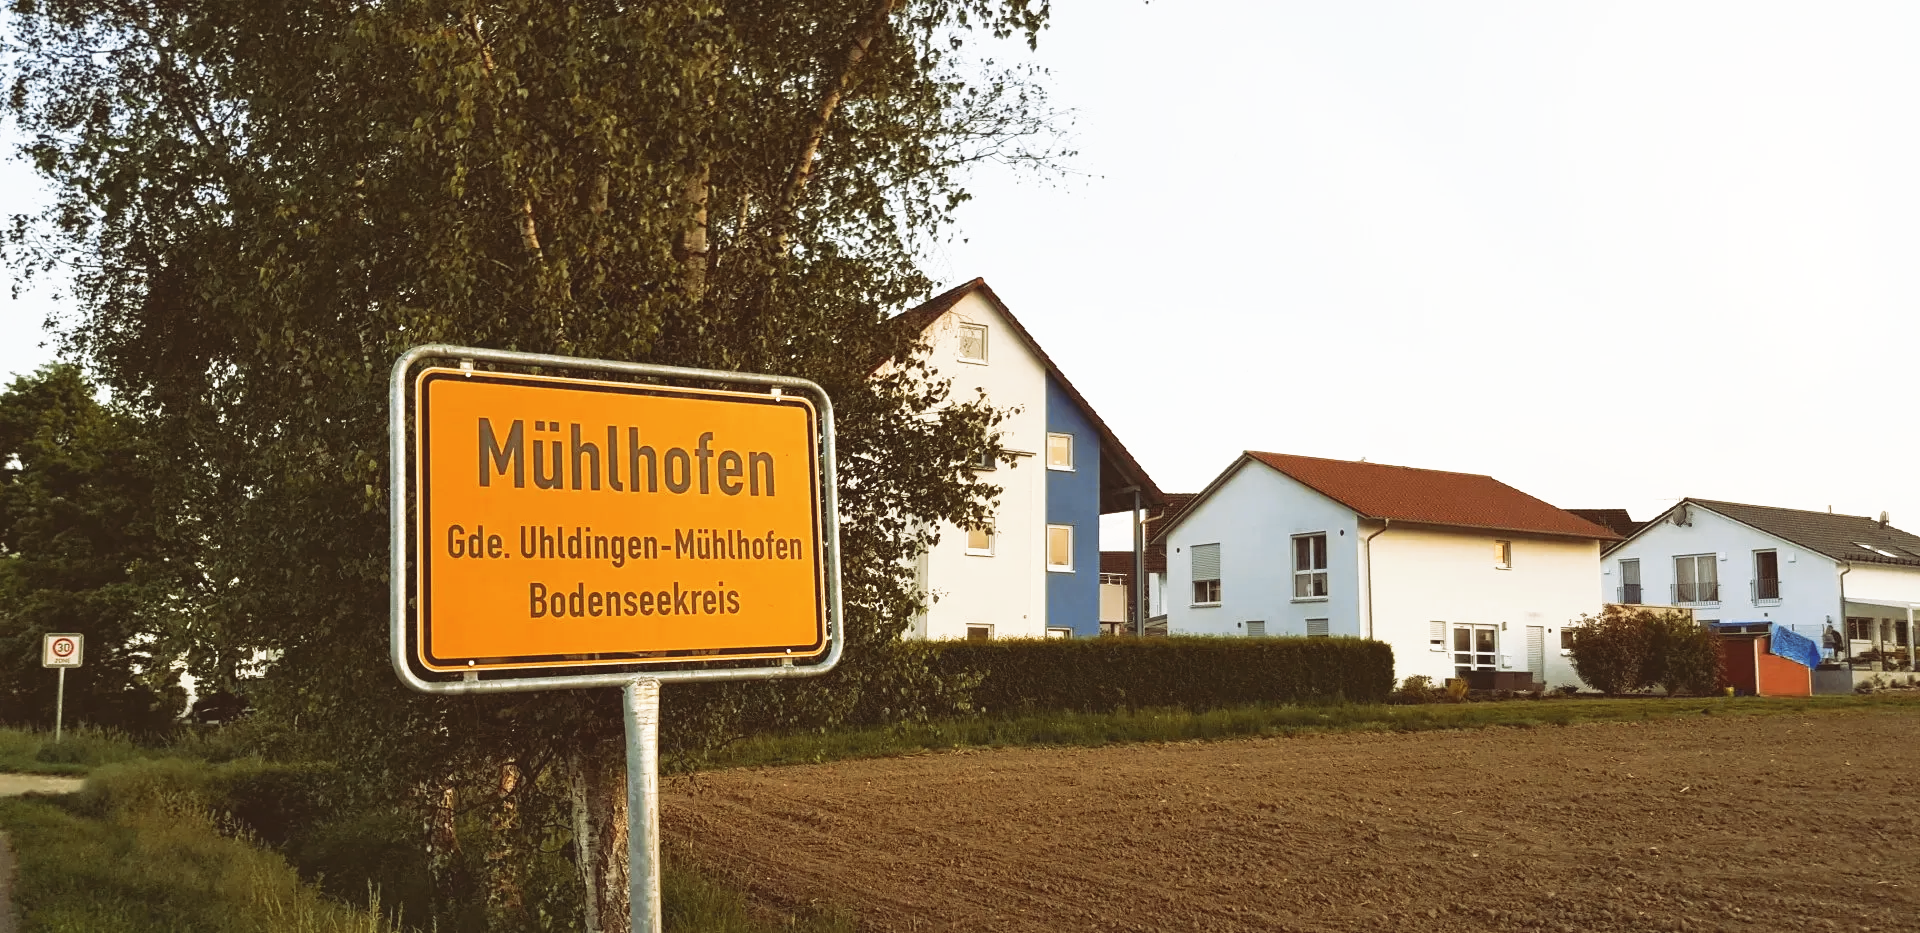 Mühlhofen
Gde. Uhldingen-Mühlhofen
Bodenseekreis
30
ZONE